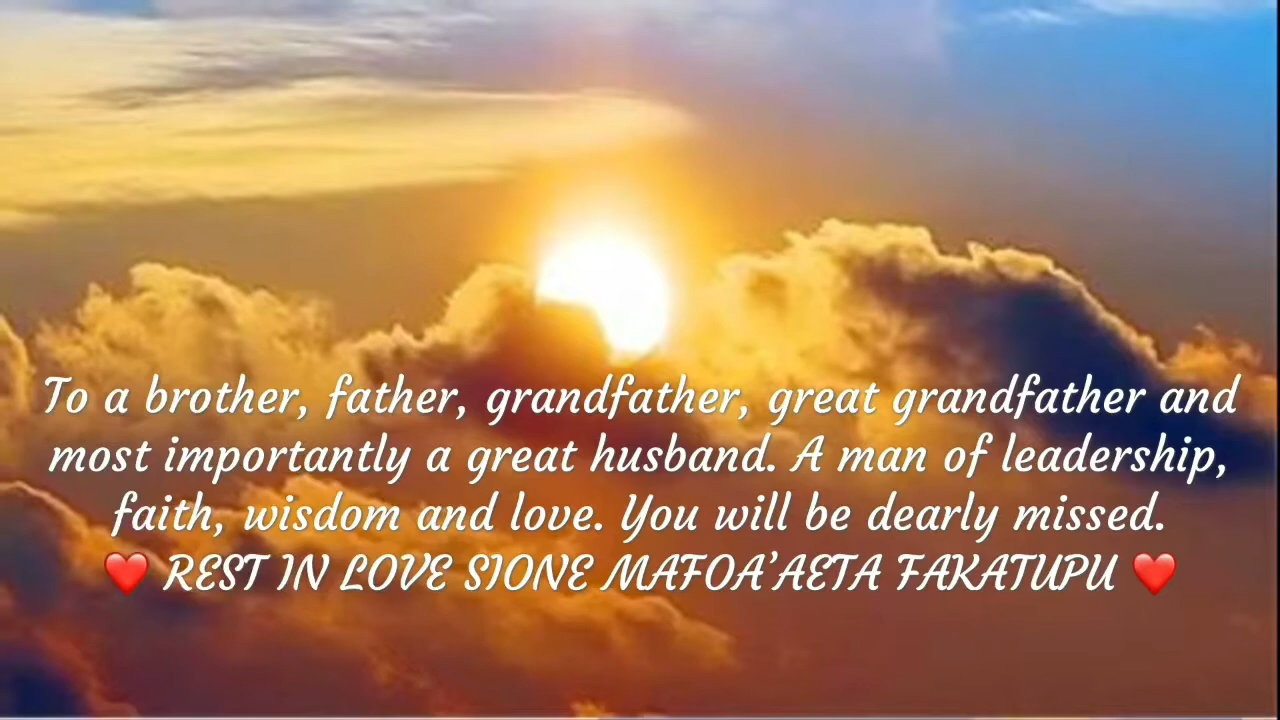 To a brother, father, grandfather, great grandfather and
most importantly a great husband. A man of leadership,
faith, wisdom and love. You will be dearly missed.
❤️ REST IN LOVE SIONE MAFOA’AETA FAKATUPU ❤️